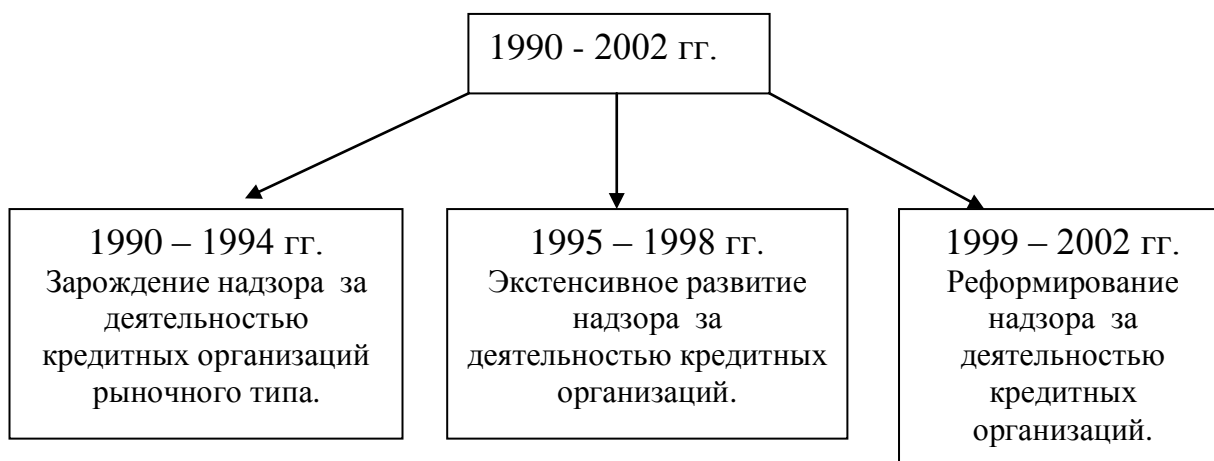 1990 - 2002 гг.
1990 – 1994 гг.
Зарождение надзора за
деятельностью
кредитных организаций
рыночного типа.
1995 – 1998 гг.
Экстенсивное развитие
надзора за
деятельностью кредитных
организаций.
1999 – 2002 гг.
Реформирование
надзора за
деятельностью
кредитных
организаций.